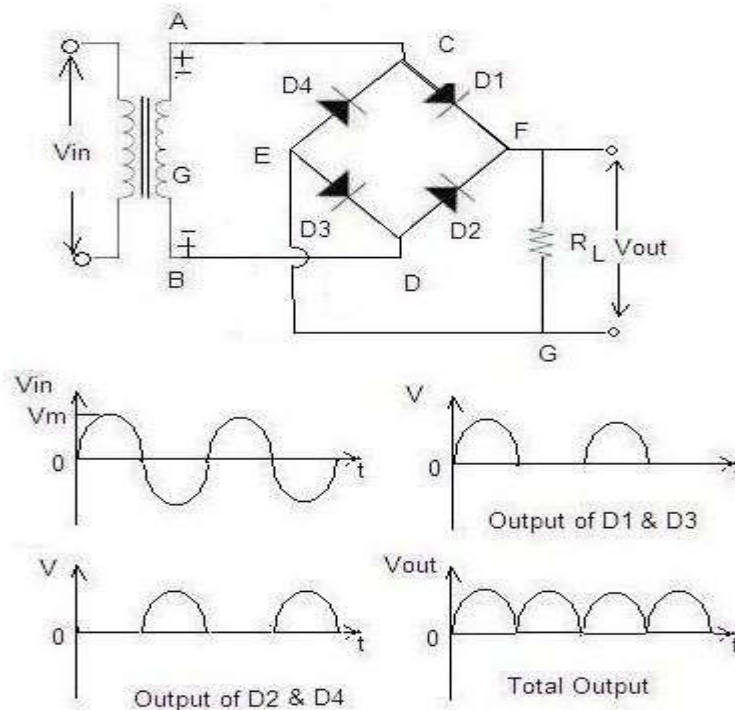 A
C
+
-
D4
D1
F
Vin
E
G
D3
D2
R L
Vout
-
+
B
D
G
Vin
Vm
0
t
V
0
t
Output of D1 & D3
V
0
t
Output of D2 & D4
Vout
0
t
Total Output